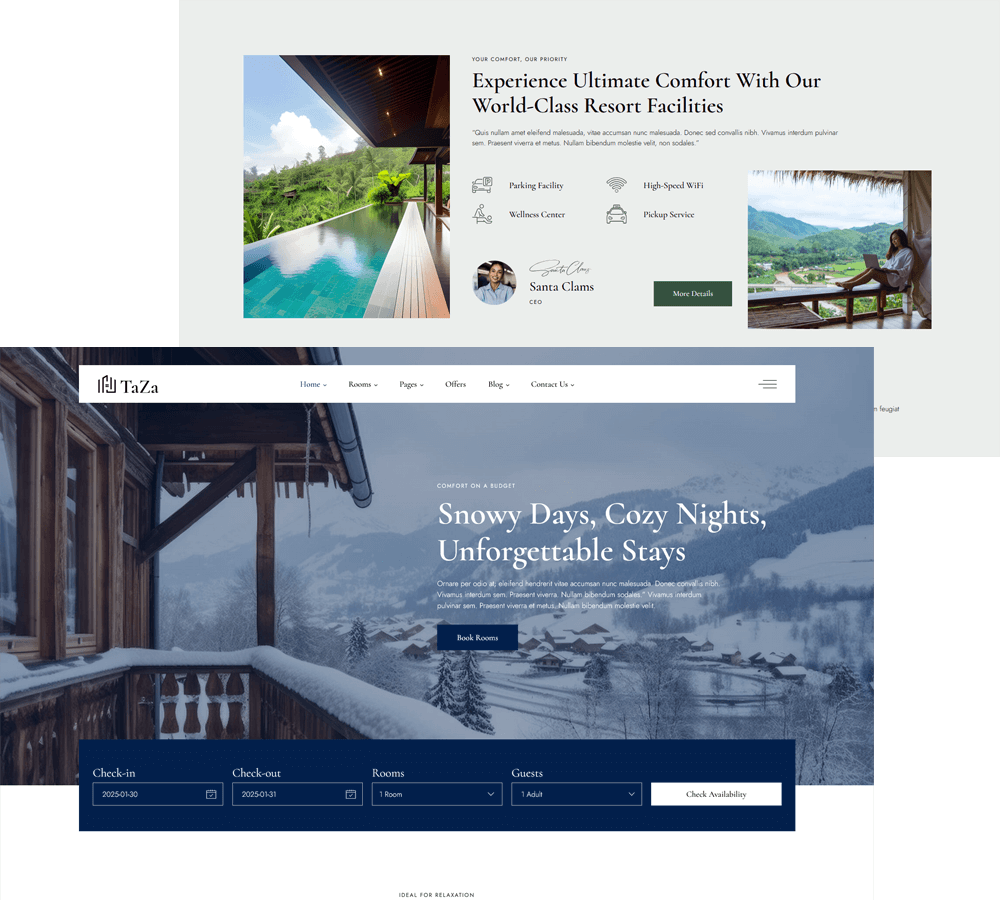 YOUR COMFORT, OUR PRIORITY
Experience Ultimate Comfort With Our
World-Class Resort Facilities
"Quis nullam amet eleifend malesuada, vitae accumsan nunc malesuada. Donec sed convallis nibh. Vivamus interdum pulvinar
sem. Praesent viverra et metus. Nullam bibendum molestie velit, non sodales."
Parking Facility
High-Speed WiFi
Wellness Center
Pickup Service
Santa Clams
Santa Clams
CEO
More Details
m feugiat
TaZa
Home
Rooms
Pages
Offers
Blog
Contact Us
COMFORT ON A BUDGET
Snowy Days, Cozy Nights,
Unforgettable Stays
Ornare per odio at; eleifend hendrerit vitae accumsan nunc malesuada. Donec convallis nibh.
Vivamus interdum sem. Praesent viverra. Nullam bibendum sodales." Vivamus interdum
pulvinar sem. Praesent viverra et metus. Nullam bibendum molestie velit.
Book Rooms
Check-in
Check-out
Rooms
Guests
2025-01-30
2025-01-31
1 Room
1 Adult
Check Availability
IDEAL FOR RELAXATION